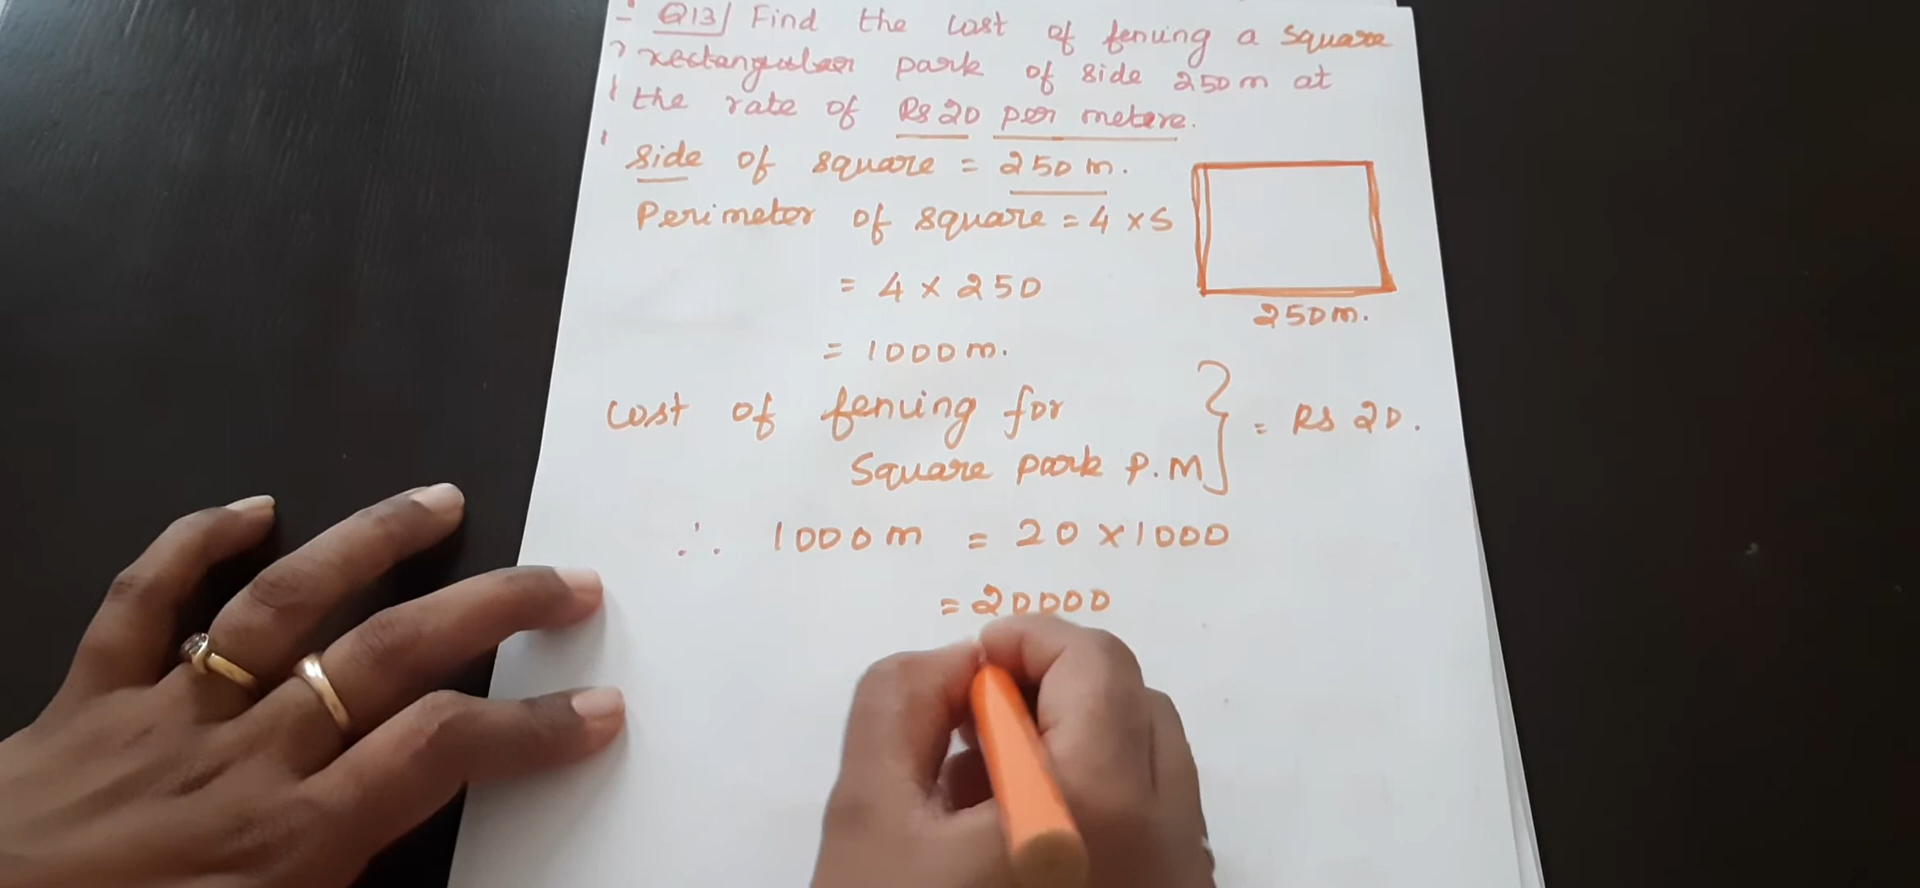 Q13/ Find the cost of fencing a square
rectangular park of side 250m at
the rate of Rs 20 per metere.
Side of square = 250 m.
Perimeter of square = 4 × S
= 4 × 250
250m.
= 1000 m.
Cost of fencing for
Square park P.M } = Rs 20.
∴ 1000 m = 20 × 1000
= 20000